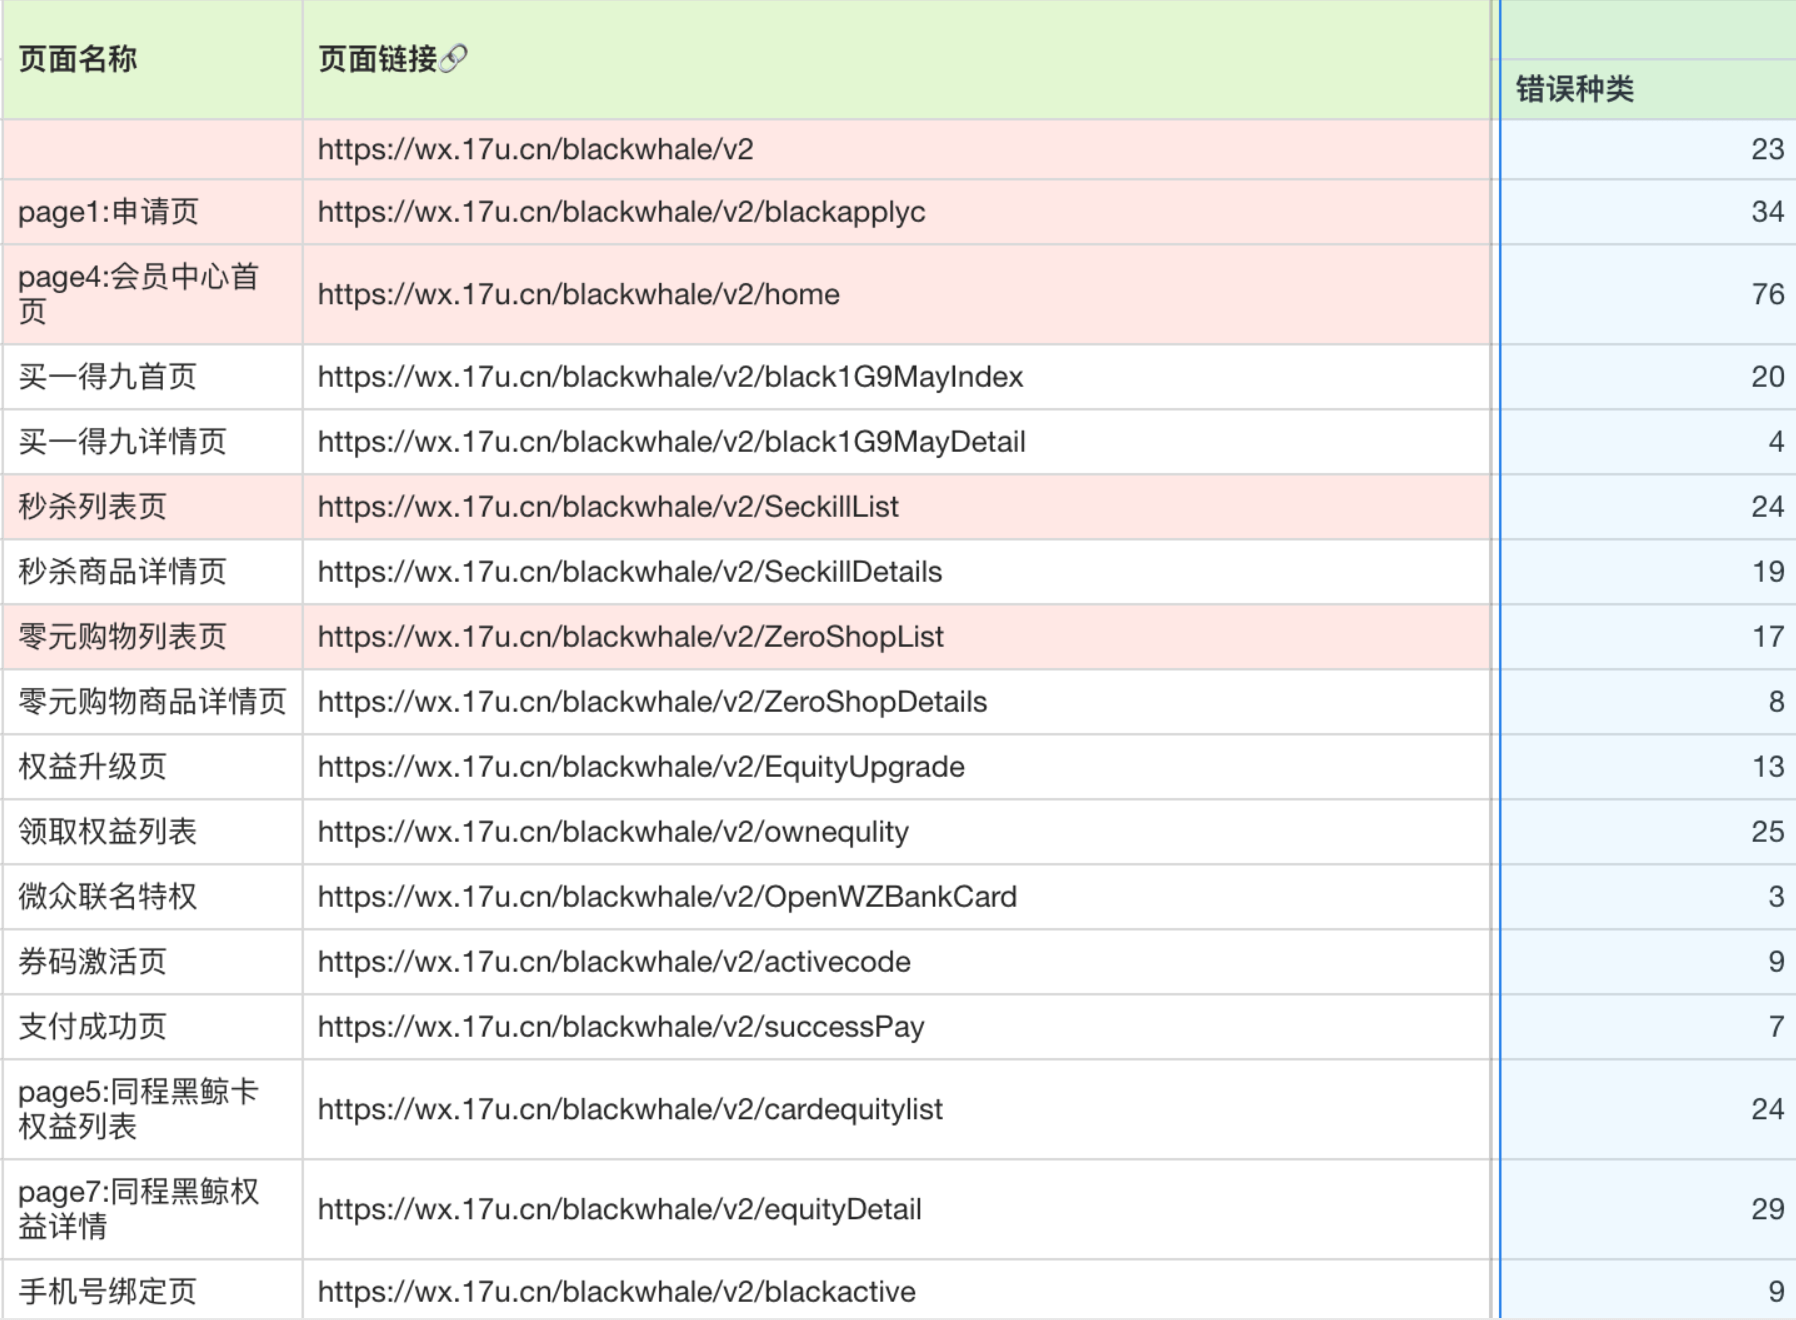 页面名称 页面链接🔗
错误种类
https://wx.17u.cn/blackwhale/v2 23
page1:申请页 https://wx.17u.cn/blackwhale/v2/blackapplyc 34
page4:会员中心首
页 https://wx.17u.cn/blackwhale/v2/home 76
买一得九首页 https://wx.17u.cn/blackwhale/v2/black1G9MayIndex 20
买一得九详情页 https://wx.17u.cn/blackwhale/v2/black1G9MayDetail 4
秒杀列表页 https://wx.17u.cn/blackwhale/v2/SeckillList 24
秒杀商品详情页 https://wx.17u.cn/blackwhale/v2/SeckillDetails 19
零元购物列表页 https://wx.17u.cn/blackwhale/v2/ZeroShopList 17
零元购物商品详情页 https://wx.17u.cn/blackwhale/v2/ZeroShopDetails 8
权益升级页 https://wx.17u.cn/blackwhale/v2/EquityUpgrade 13
领取权益列表 https://wx.17u.cn/blackwhale/v2/ownequlity 25
微众联名特权 https://wx.17u.cn/blackwhale/v2/OpenWZBankCard 3
券码激活页 https://wx.17u.cn/blackwhale/v2/activecode 9
支付成功页 https://wx.17u.cn/blackwhale/v2/successPay 7
page5:同程黑鲸卡
权益列表 https://wx.17u.cn/blackwhale/v2/cardequitylist 24
page7:同程黑鲸权
益详情 https://wx.17u.cn/blackwhale/v2/equityDetail 29
手机号绑定页 https://wx.17u.cn/blackwhale/v2/blackactive 9